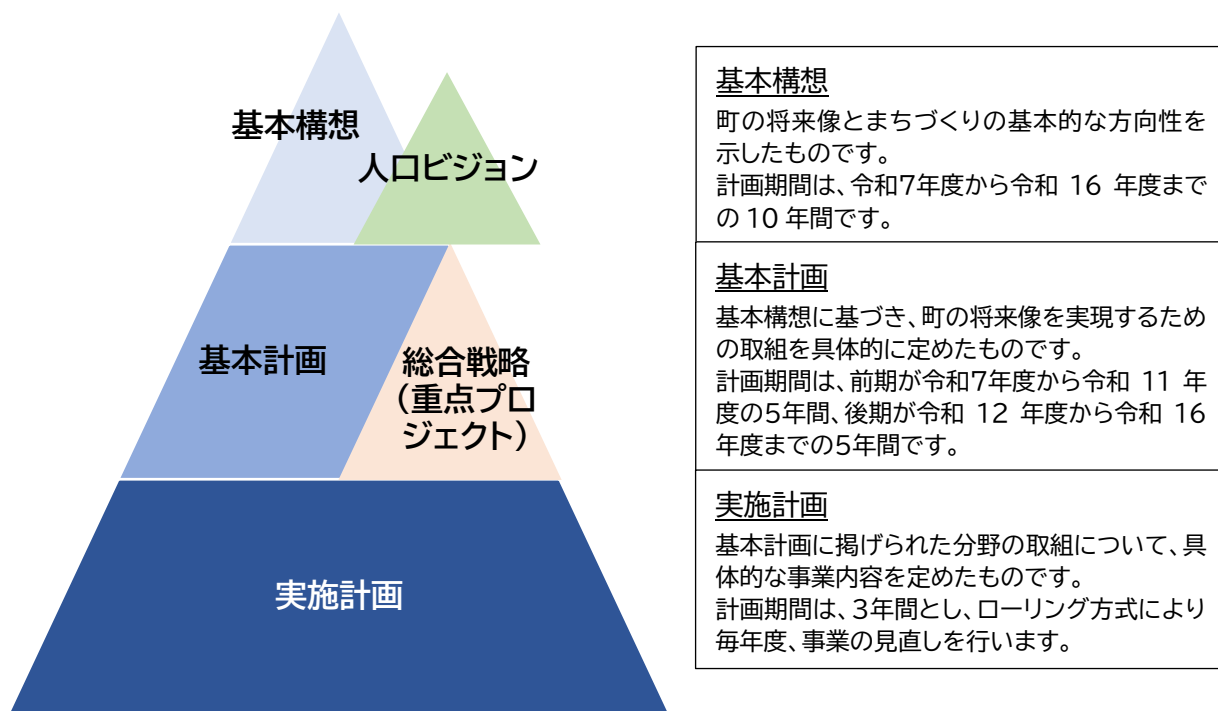 基本構想
人口ビジョン
基本計画
総合戦略
（重点プロ
ジェクト）
実施計画
基本構想
町の将来像とまちづくりの基本的な方向性を
示したものです。
計画期間は、令和7年度から令和 16 年度まで
の 10 年間です。
基本計画
基本構想に基づき、町の将来像を実現するため
の取組を具体的に定めたものです。
計画期間は、前期が令和7年度から令和 11 年
度の5年間、後期が令和 12 年度から令和 16
年度までの5年間です。
実施計画
基本計画に掲げられた分野の取組について、具
体的な事業内容を定めたものです。
計画期間は、3年間とし、ローリング方式により
毎年度、事業の見直しを行います。